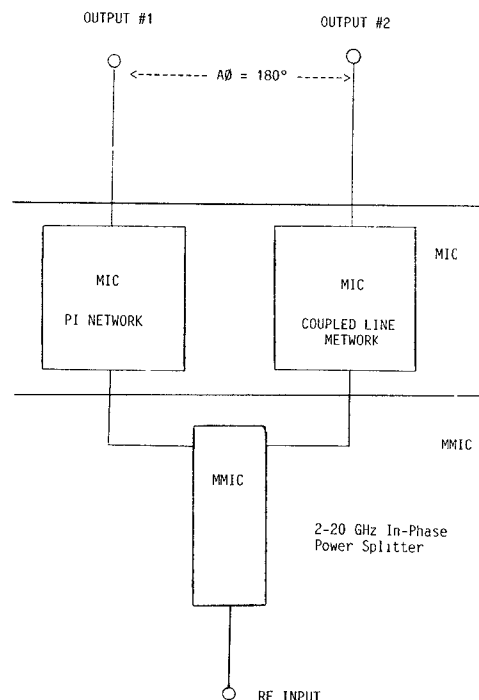 OUTPUT #1
OUTPUT #2
<------- AØ = 180° ------->
MIC
PI NETWORK
MIC
COUPLED LINE
METWORK
MIC
MMIC
MMIC
2-20 GHz In-Phase
Power Splitter
RF INPUT